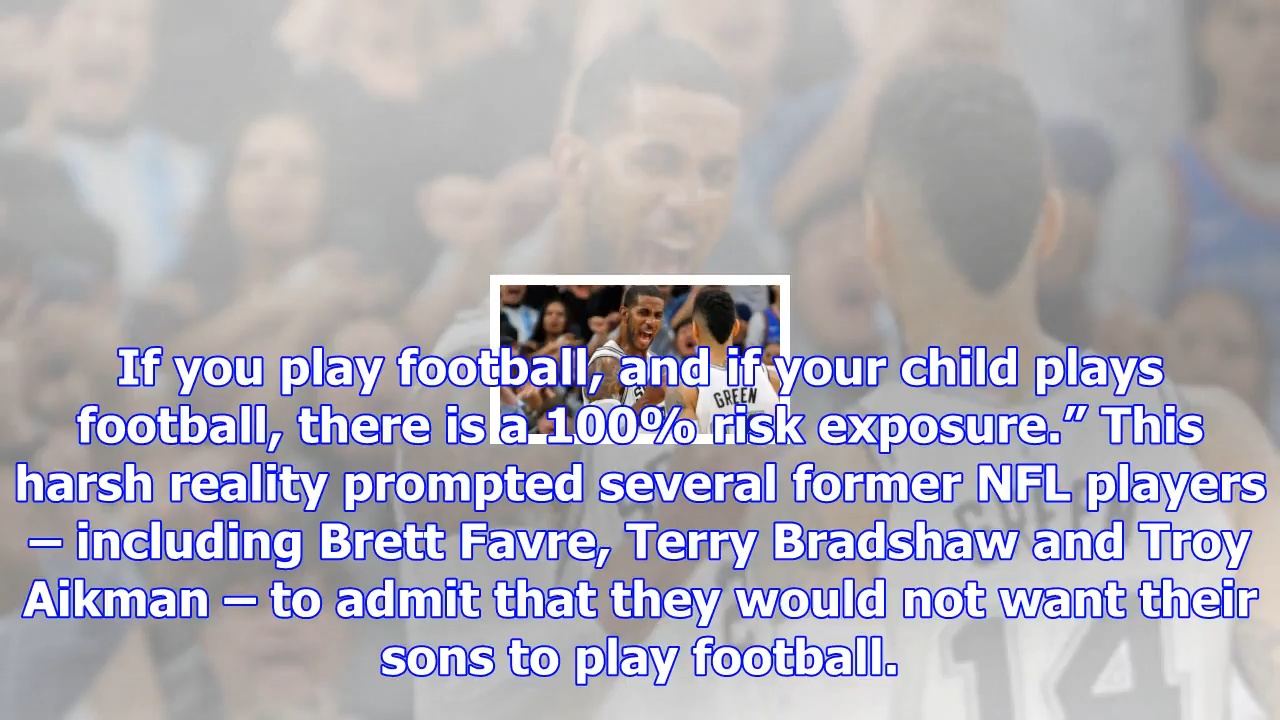 GREEN
If you play football, and if your child plays
football, there is a 100% risk exposure.” This
harsh reality prompted several former NFL players
– including Brett Favre, Terry Bradshaw and Troy
Aikman – to admit that they would not want their
sons to play football.
14